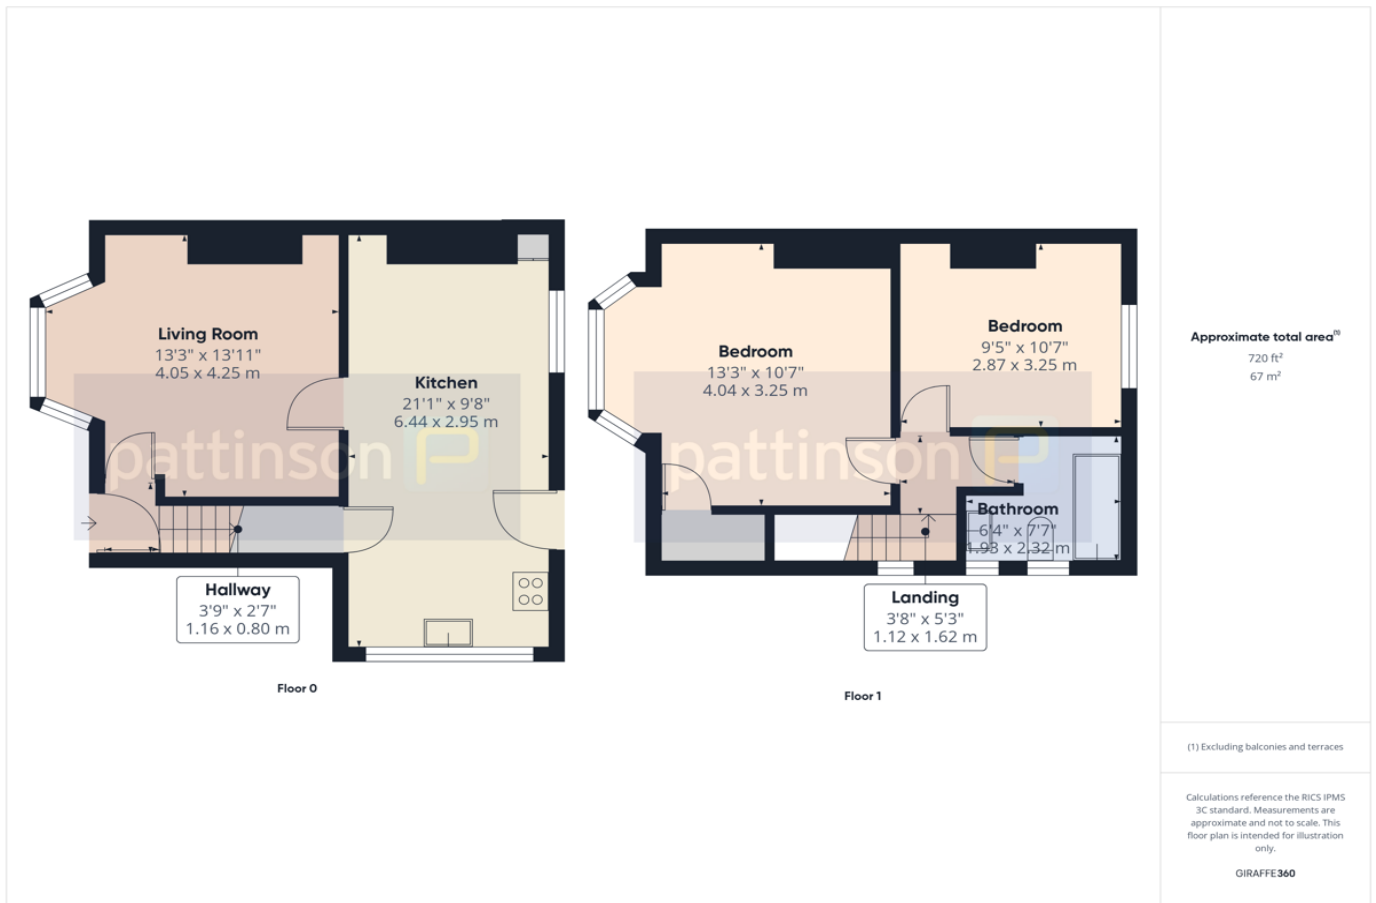 Living Room
13'3" x 13'11"
4.05 x 4.25 m
Kitchen
21'1" x 9'8"
6.44 x 2.95 m
pattinson
Hallway
3'9" x 2'7"
1.16 x 0.80 m
Floor 0
Bedroom
13'3" x 10'7"
4.04 x 3.25 m
Bedroom
9'5" x 10'7"
2.87 x 3.25 m
pattinson
Bathroom
6'4" x 7'7"
1.93 x 2.32 m
Landing
3'8" x 5'3"
1.12 x 1.62 m
Floor 1
Approximate total area(1)
720 ft²
67 m²
(1) Excluding balconies and terraces
Calculations reference the RICS IPMS
3C standard. Measurements are
approximate and not to scale. This
floor plan is intended for illustration
only.
GIRAFFE360